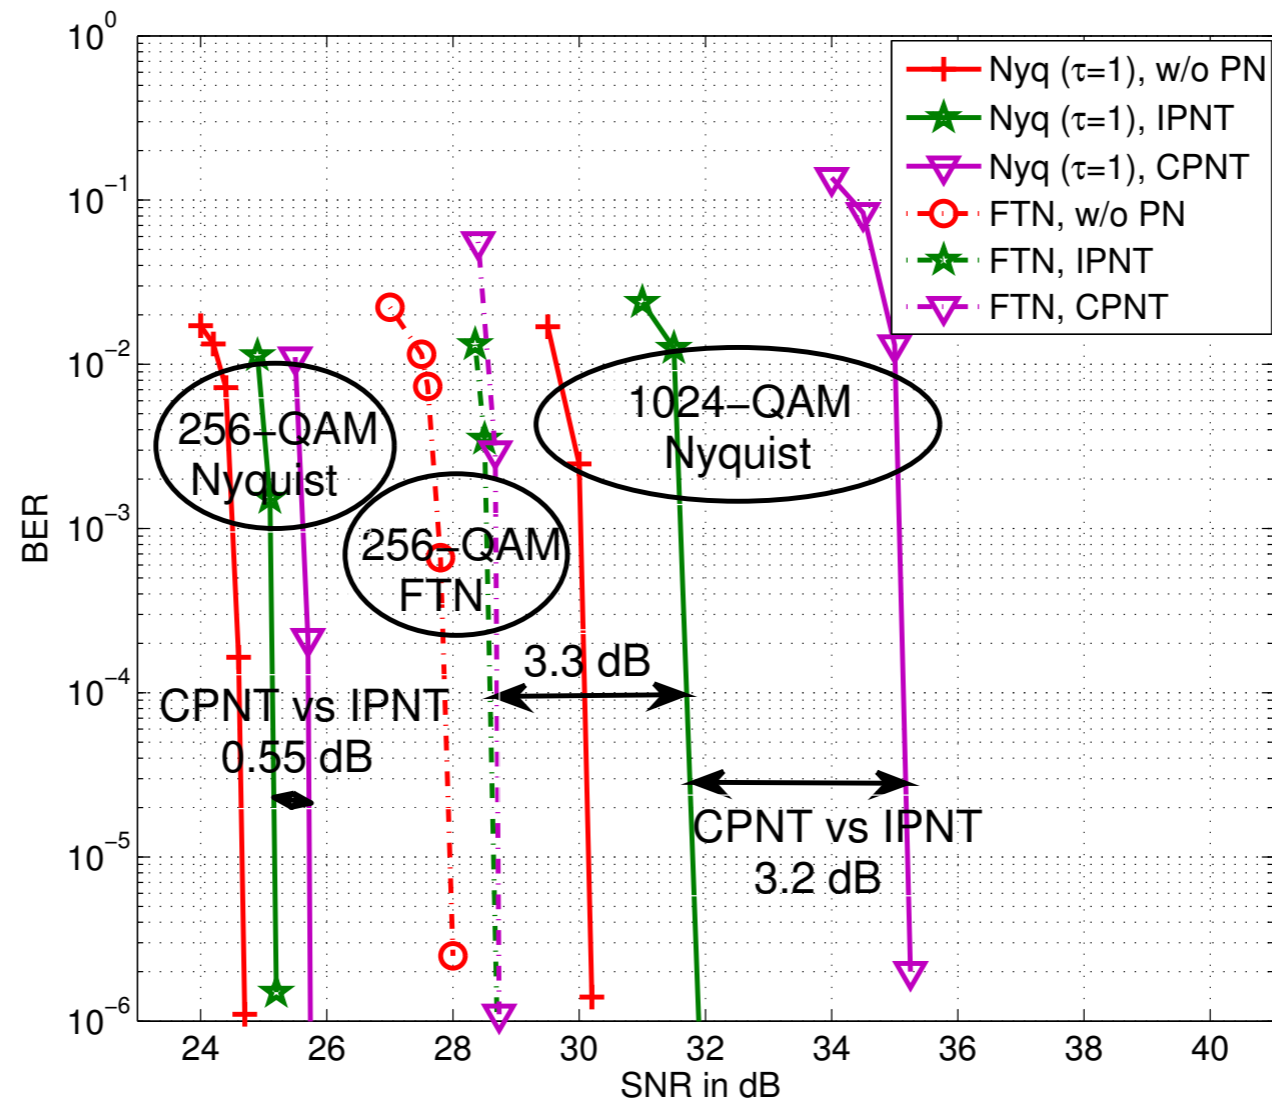 10^0
10^−1
10^−2
10^−3
10^−4
10^−5
10^−6
BER
24 26 28 30 32 34 36 38 40
SNR in dB
Nyq (τ=1), w/o PN
Nyq (τ=1), IPNT
Nyq (τ=1), CPNT
FTN, w/o PN
FTN, IPNT
FTN, CPNT
256−QAM
Nyquist
256−QAM
FTN
1024−QAM
Nyquist
3.3 dB
CPNT vs IPNT
0.55 dB
CPNT vs IPNT
3.2 dB